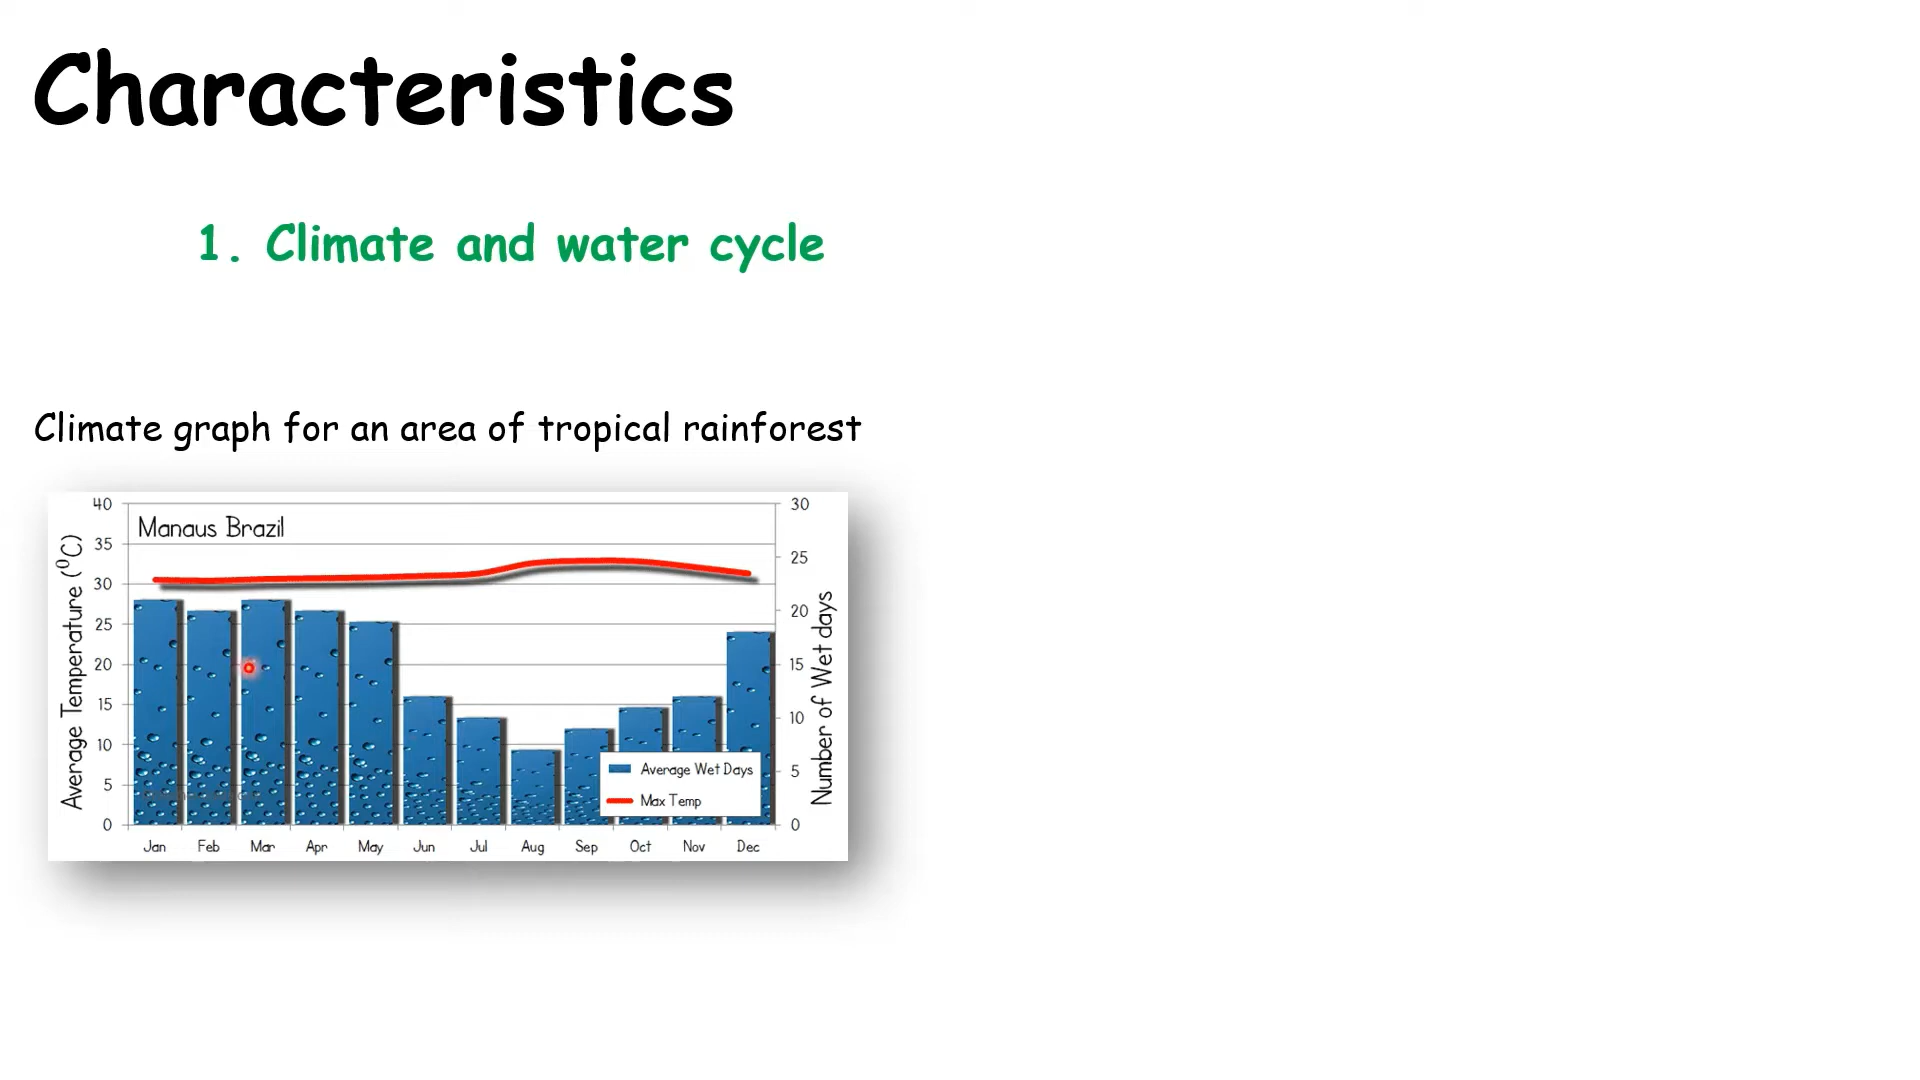 Characteristics
1. Climate and water cycle
Climate graph for an area of tropical rainforest
Manaus Brazil
Average Temperature (⁰C)
40
35
30
25
20
15
10
5
0
30
25
20
15
10
5
0
Number of Wet days
Average Wet Days
Max Temp
Jan Feb Mar Apr May Jun Jul Aug Sep Oct Nov Dec